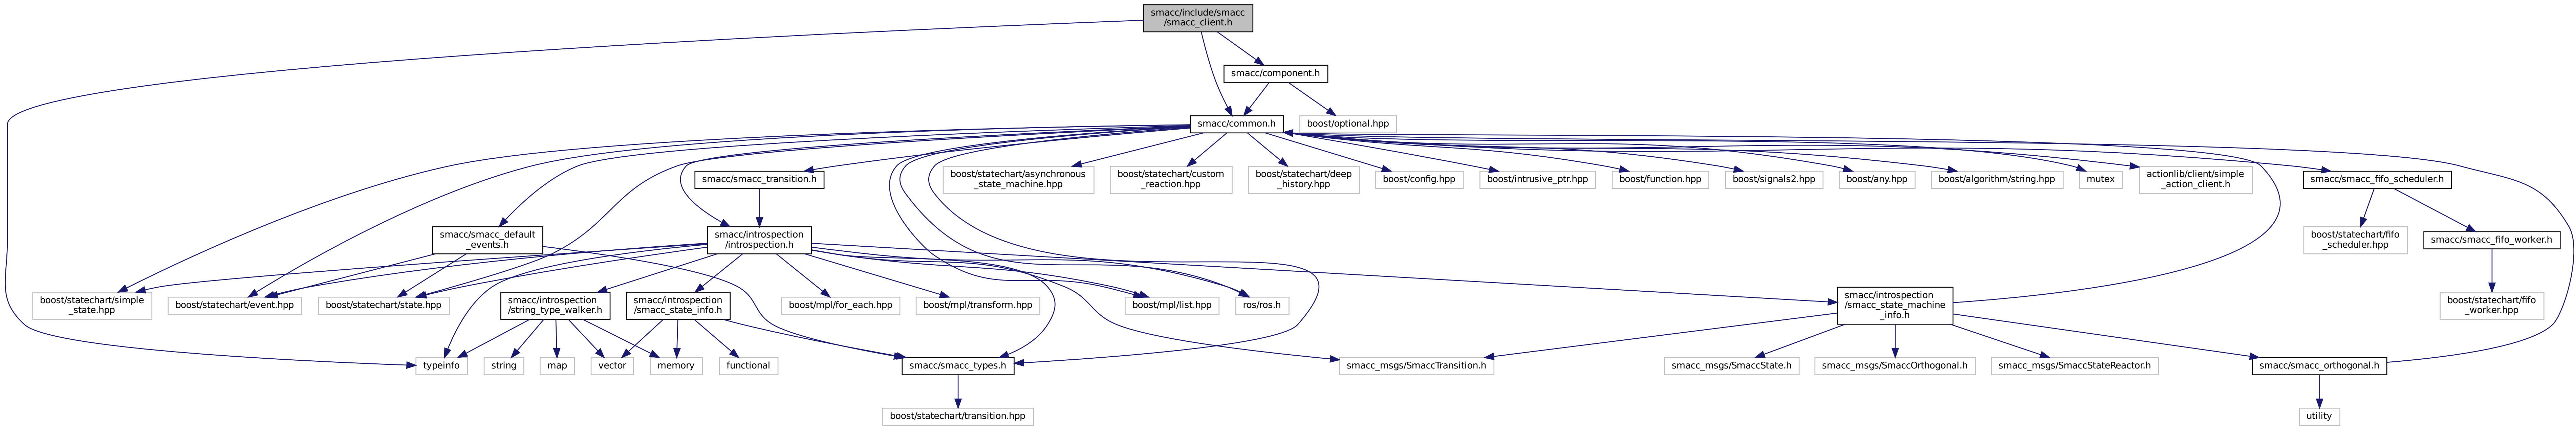 smacc/include/smacc
/smacc_client.h
smacc/component.h
smacc/common.h
boost/optional.hpp
smacc/smacc_transition.h
boost/statechart/asynchronous
_state_machine.hpp
boost/statechart/custom
_reaction.hpp
boost/statechart/deep
_history.hpp
boost/config.hpp
boost/intrusive_ptr.hpp
boost/function.hpp
boost/signals2.hpp
boost/any.hpp
boost/algorithm/string.hpp
mutex
actionlib/client/simple
_action_client.h
smacc/smacc_fifo_scheduler.h
smacc/smacc_default
_events.h
smacc/introspection
/introspection.h
boost/statechart/fifo
_scheduler.hpp
smacc/smacc_fifo_worker.h
boost/statechart/simple
_state.hpp
boost/statechart/event.hpp
boost/statechart/state.hpp
smacc/introspection
/string_type_walker.h
smacc/introspection
/smacc_state_info.h
boost/mpl/for_each.hpp
boost/mpl/transform.hpp
boost/mpl/list.hpp
ros/ros.h
smacc/introspection
/smacc_state_machine
_info.h
boost/statechart/fifo
_worker.hpp
typeinfo
string
map
vector
memory
functional
smacc/smacc_types.h
smacc_msgs/SmaccTransition.h
smacc_msgs/SmaccState.h
smacc_msgs/SmaccOrthogonal.h
smacc_msgs/SmaccStateReactor.h
smacc/smacc_orthogonal.h
boost/statechart/transition.hpp
utility